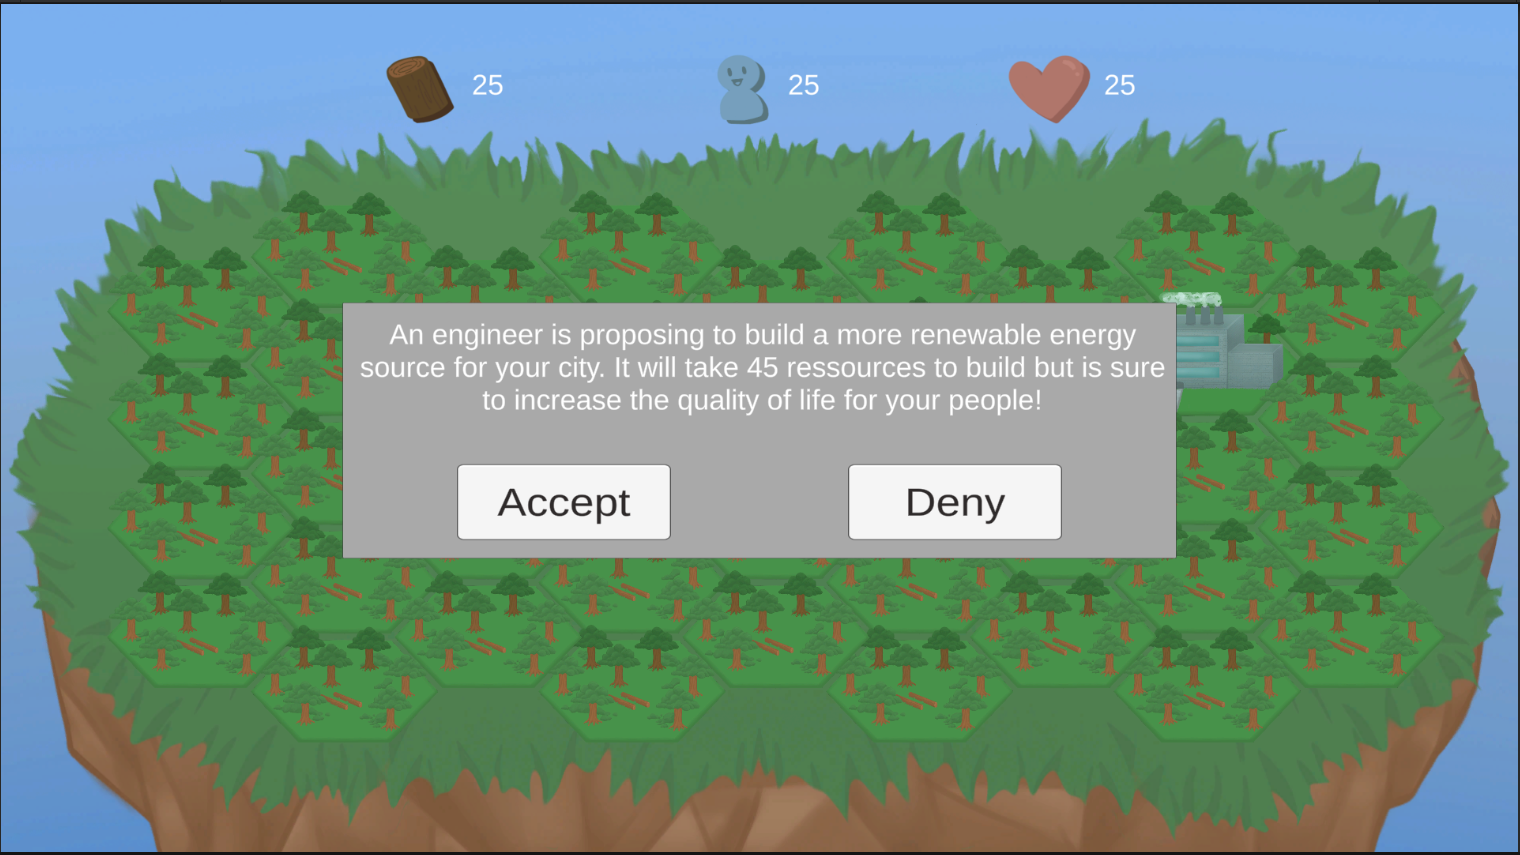 25
25
25
An engineer is proposing to build a more renewable energy
source for your city. It will take 45 ressources to build but is sure
to increase the quality of life for your people!
Accept
Deny